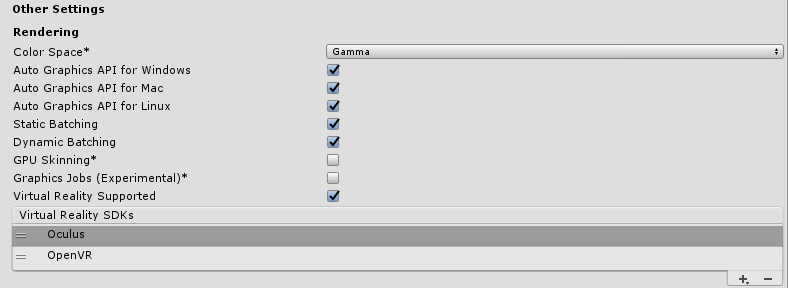 Other Settings
Rendering
Color Space* Gamma
Auto Graphics API for Windows
Auto Graphics API for Mac
Auto Graphics API for Linux
Static Batching
Dynamic Batching
GPU Skinning*
Graphics Jobs (Experimental)*
Virtual Reality Supported
Virtual Reality SDKs
Oculus
OpenVR